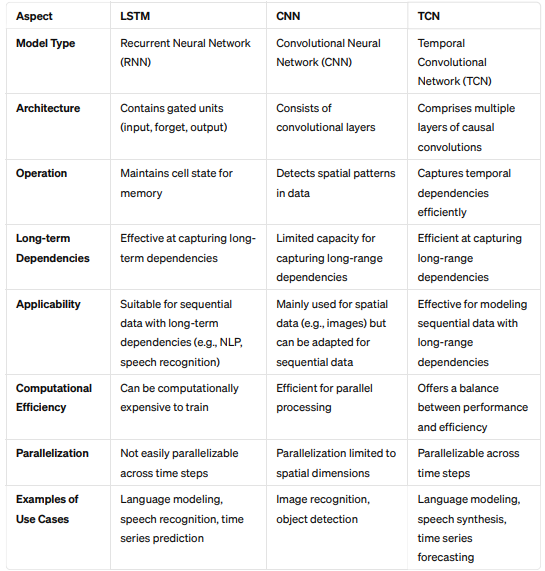 Aspect LSTM CNN TCN
Model Type Recurrent Neural Network Convolutional Neural Temporal
(RNN) Network (CNN) Convolutional
Network (TCN)
Architecture Contains gated units Consists of Comprises multiple
(input, forget, output) convolutional layers layers of causal
convolutions
Operation Maintains cell state for Detects spatial patterns Captures temporal
memory in data dependencies
efficiently
Long-term Effective at capturing long- Limited capacity for Efficient at capturing
Dependencies term dependencies capturing long-range long-range
dependencies dependencies
Applicability Suitable for sequential Mainly used for spatial Effective for modeling
data with long-term data (e.g., images) but sequential data with
dependencies (e.g., NLP, can be adapted for long-range
speech recognition) sequential data dependencies
Computational Can be computationally Efficient for parallel Offers a balance
Efficiency expensive to train processing between performance
and efficiency
Parallelization Not easily parallelizable Parallelization limited to Parallelizable across
across time steps spatial dimensions time steps
Examples of Language modeling, Image recognition, Language modeling,
Use Cases speech recognition, time object detection speech synthesis,
series prediction time series
forecasting